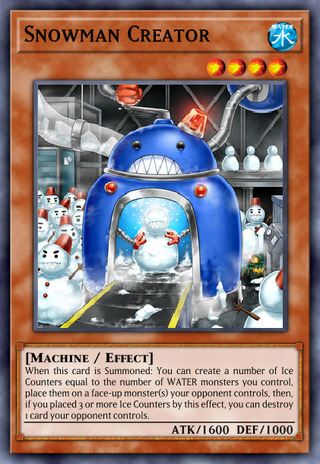 Snowman Creator
WATER
水
[Machine / Effect]
When this card is Summoned: You can create a number of Ice
Counters equal to the number of WATER monsters you control,
place them on a face-up monster(s) your opponent controls, then,
if you placed 3 or more Ice Counters by this effect, you can destroy
1 card your opponent controls.
ATK/1600 DEF/1000